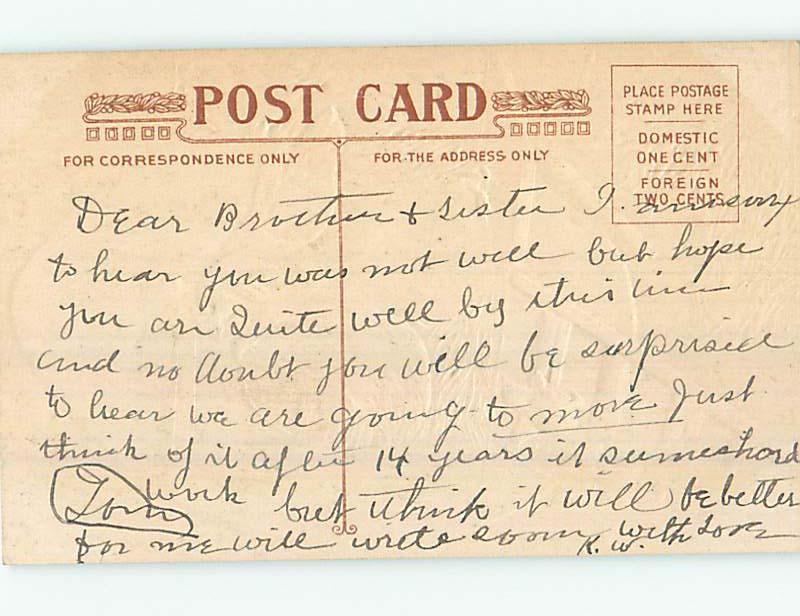 POST CARD
PLACE POSTAGE
STAMP HERE
DOMESTIC
ONE CENT
FOREIGN
TWO CENTS
FOR CORRESPONDENCE ONLY
FOR THE ADDRESS ONLY
Dear Brother & Sister I am sory
to hear you was not well but hope
you are Quite well by this time
and no doubt you will be surprised
to hear we are going to move Just
think of it after 14 years it seems hard
work but think it will be better
Tom
for me will write soon with Love
K. W.